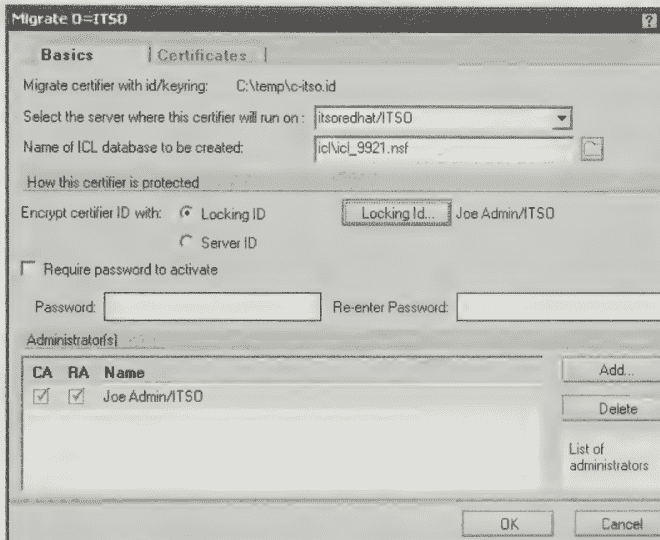 Migrate O=ITSO ?
Basics Certificates
Migrate certifier with id/keyring: C:\temp\c-itso.id
Select the server where this certifier will run on : itsoredhat/ITSO
Name of ICL database to be created: icl\icl_9921.nsf
How this certifier is protected
Encrypt certifier ID with: Locking ID Locking Id... Joe Admin/ITSO
Server ID
Require password to activate
Password: Re-enter Password:
Administrator(s)
CA RA Name Add...
Joe Admin/ITSO
Delete
List of
administrators
OK Cancel